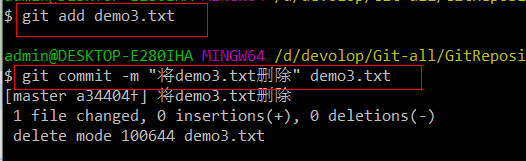 $ git add demo3.txt
admin@DESKTOP-E280IHA MINGW64 /d/devolop/Git-all/GitReposi
$ git commit -m "将demo3.txt删除" demo3.txt
[master a34404f] 将demo3.txt删除
1 file changed, 0 insertions(+), 0 deletions(-)
delete mode 100644 demo3.txt